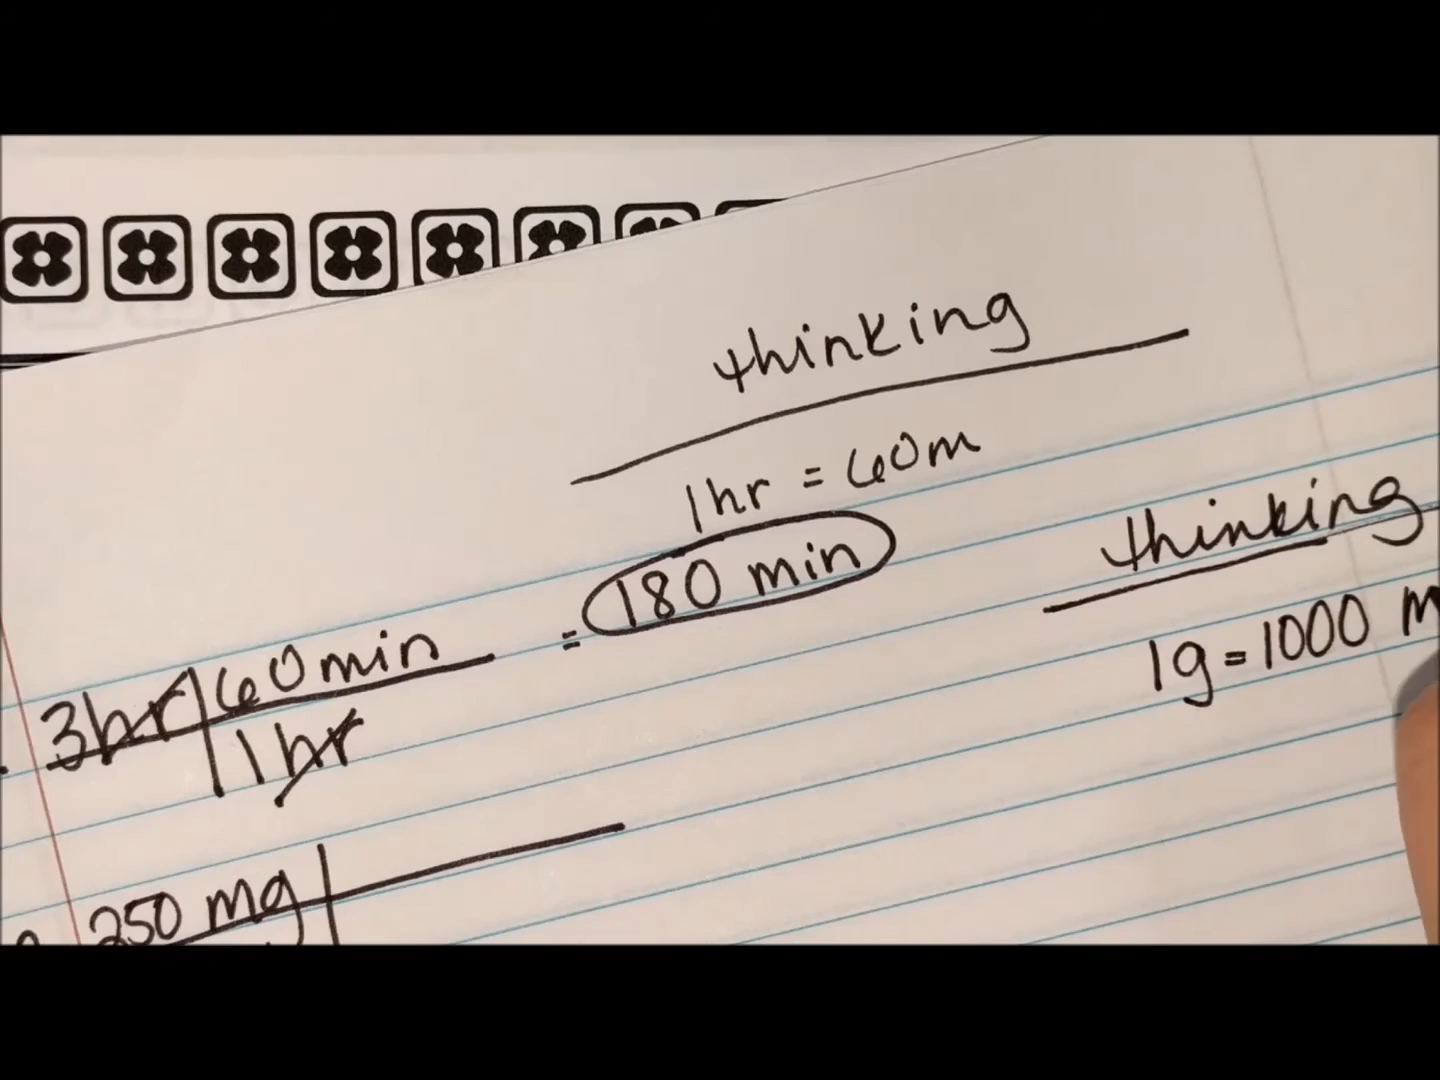 thinking
1hr = 60m
180 min
thinking
1g = 1000
3hr 60min =
1hr
250 mg